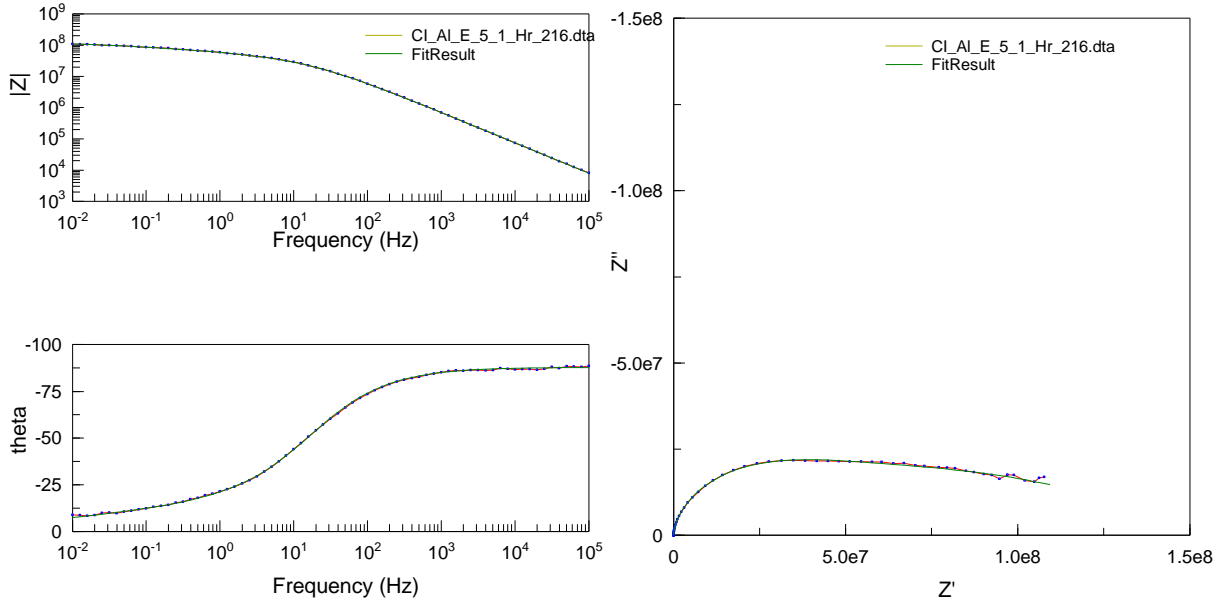 10^9
10^8
10^7
10^6
10^5
10^4
10^3
|Z|
CI_Al_E_5_1_Hr_216.dta
FitResult
10^-2 10^-1 10^0 10^1 10^2 10^3 10^4 10^5
Frequency (Hz)
-100
-75
-50
-25
0
theta
10^-2 10^-1 10^0 10^1 10^2 10^3 10^4 10^5
Frequency (Hz)
-1.5e8
-1.0e8
-5.0e7
0
Z''
CI_Al_E_5_1_Hr_216.dta
FitResult
0 5.0e7 1.0e8 1.5e8
Z'